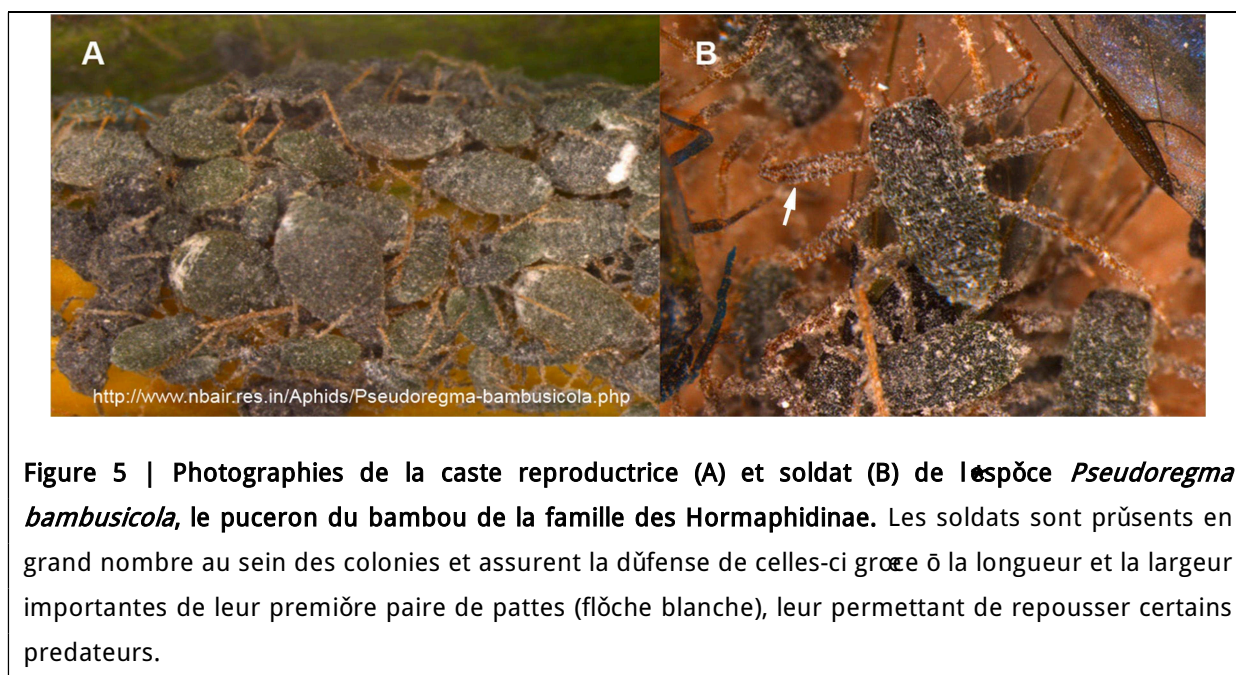 A
B
http://www.nbair.res.in/Aphids/Pseudoregma-bambusicola.php
Figure 5 | Photographies de la caste reproductrice (A) et soldat (B) de l★espǒce Pseudoregma
bambusicola, le puceron du bambou de la famille des Hormaphidinae. Les soldats sont prŭsents en
grand nombre au sein des colonies et assurent la dŭfense de celles-ci grœce ō la longueur et la largeur
importantes de leur premiǒre paire de pattes (flǒche blanche), leur permettant de repousser certains
predateurs.